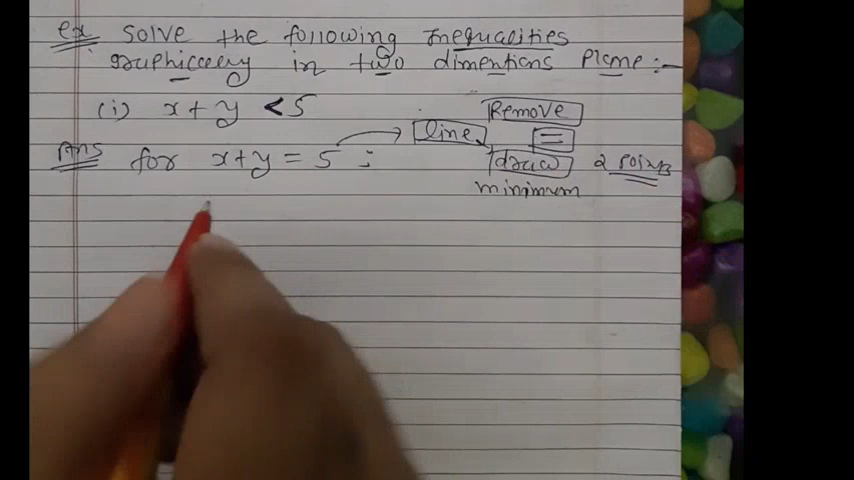 ex solve the following Inequalities
graphically in two dimentions Plane :-
(i) x + y < 5
Remove
line
=
Ans for x+y = 5 ;
draw 2 points
minimum